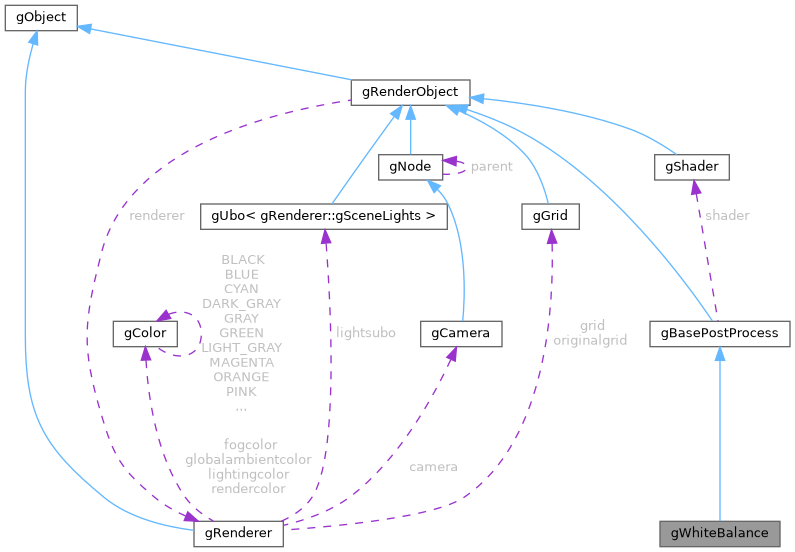 gObject
gRenderObject
gNode
parent
gShader
renderer
gUbo< gRenderer::gSceneLights >
gGrid
shader
BLACK
BLUE
CYAN
DARK_GRAY
GRAY
GREEN
LIGHT_GRAY
MAGENTA
ORANGE
PINK
...
gColor
lightsubo
gCamera
grid
originalgrid
gBasePostProcess
fogcolor
globalambientcolor
lightingcolor
rendercolor
camera
gRenderer
gWhiteBalance